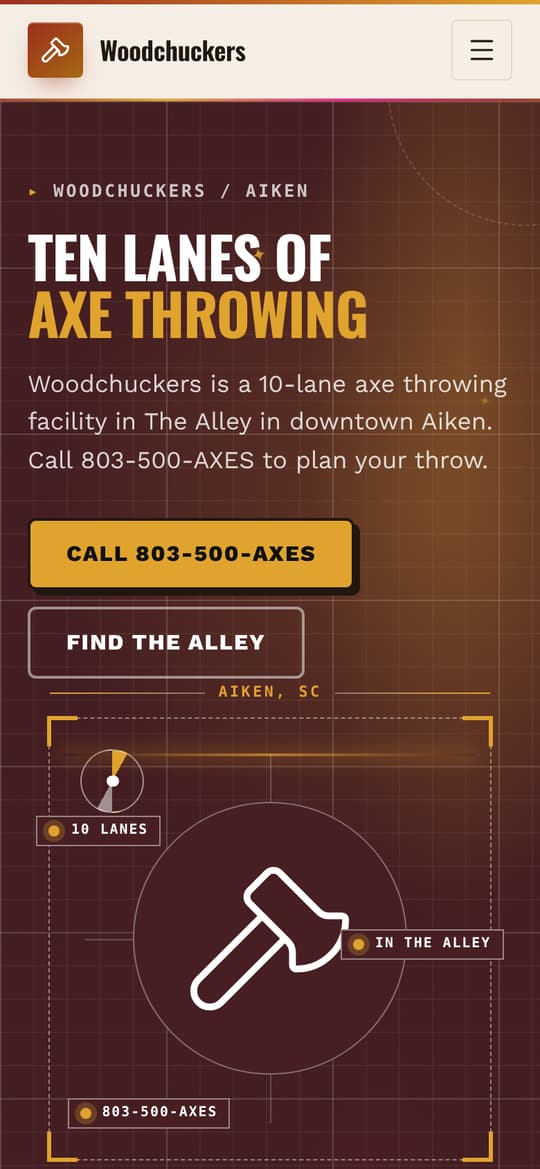 Woodchuckers
▸ WOODCHUCKERS / AIKEN
TEN LANES OF
AXE THROWING
Woodchuckers is a 10-lane axe throwing
facility in The Alley in downtown Aiken.
Call 803-500-AXES to plan your throw.
CALL 803-500-AXES
FIND THE ALLEY
AIKEN, SC
10 LANES
IN THE ALLEY
803-500-AXES